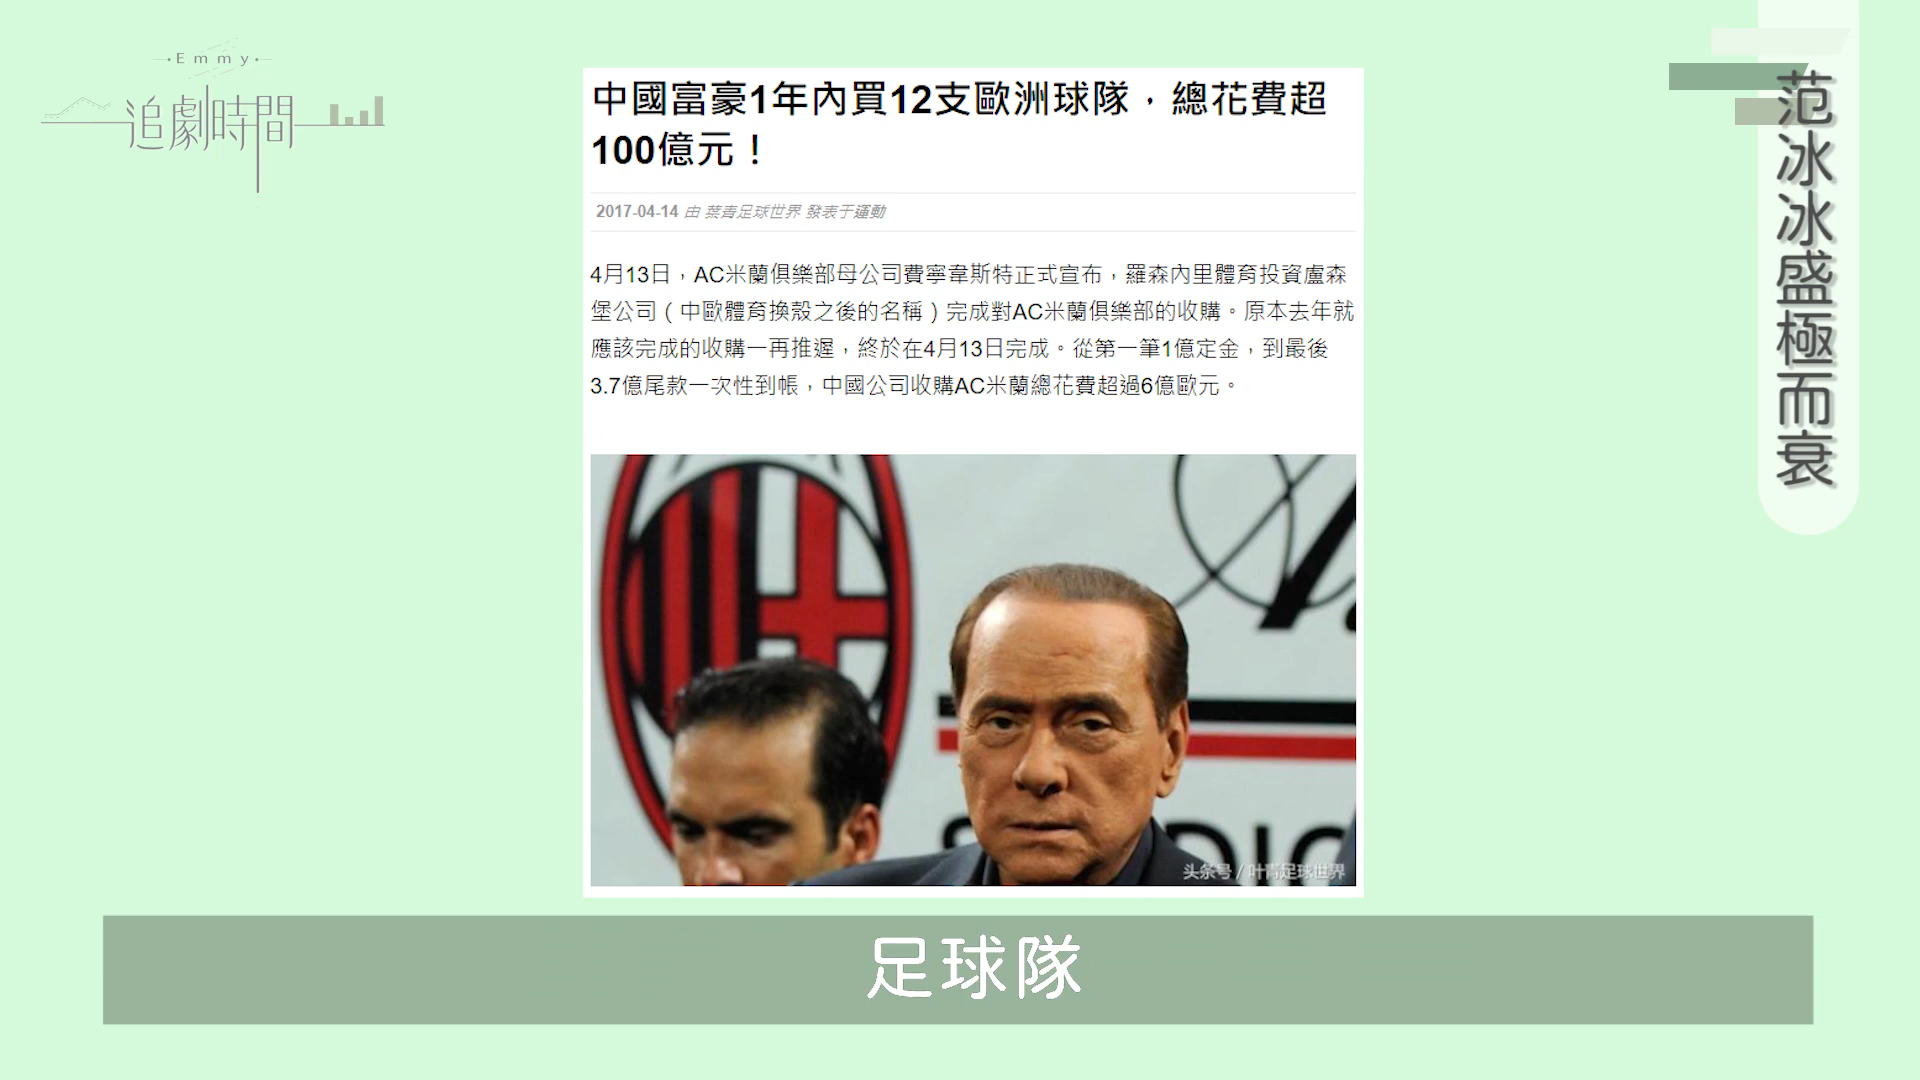 Emmy
追劇時間
范冰冰盛極而衰
中國富豪1年內買12支歐洲球隊，總花費超
100億元！
2017-04-14 由 葉青足球世界 發表于運動
4月13日，AC米蘭俱樂部母公司費寧韋斯特正式宣布，羅森內里體育投資盧森
堡公司（中歐體育換殼之後的名稱）完成對AC米蘭俱樂部的收購。原本去年就
應該完成的收購一再推遲，終於在4月13日完成。從第一筆1億定金，到最後
3.7億尾款一次性到帳，中國公司收購AC米蘭總花費超過6億歐元。
头条号 / 叶青足球世界
足球隊